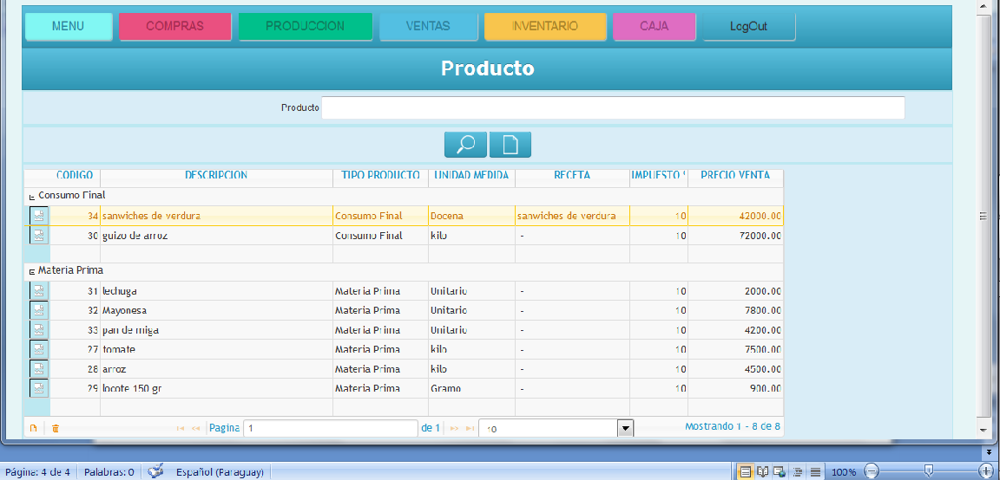 MENU COMPRAS PRODUCCION VENTAS INVENTARIO CAJA LogOut
Producto
Producto
CODIGO DESCRIPCION TIPO PRODUCTO UNIDAD MEDIDA RECETA IMPUESTO PRECIO VENTA
Consumo Final
34 sanwiches de verdura Consumo Final Docena sanwiches de verdura 10 42000.00
30 guizo de arroz Consumo Final kilo - 10 72000.00
Materia Prima
31 lechuga Materia Prima Unitario - 10 2000.00
32 Mayonesa Materia Prima Unitario - 10 7800.00
33 pan de miga Materia Prima Unitario - 10 4200.00
27 tomate Materia Prima kilo - 10 7500.00
28 arroz Materia Prima kilo - 10 4500.00
29 locote 150 gr Materia Prima Gramo - 10 900.00
Pagina 1 de 1 10 Mostrando 1 - 8 de 8
Página: 4 de 4 Palabras: 0 Español (Paraguay) 100%